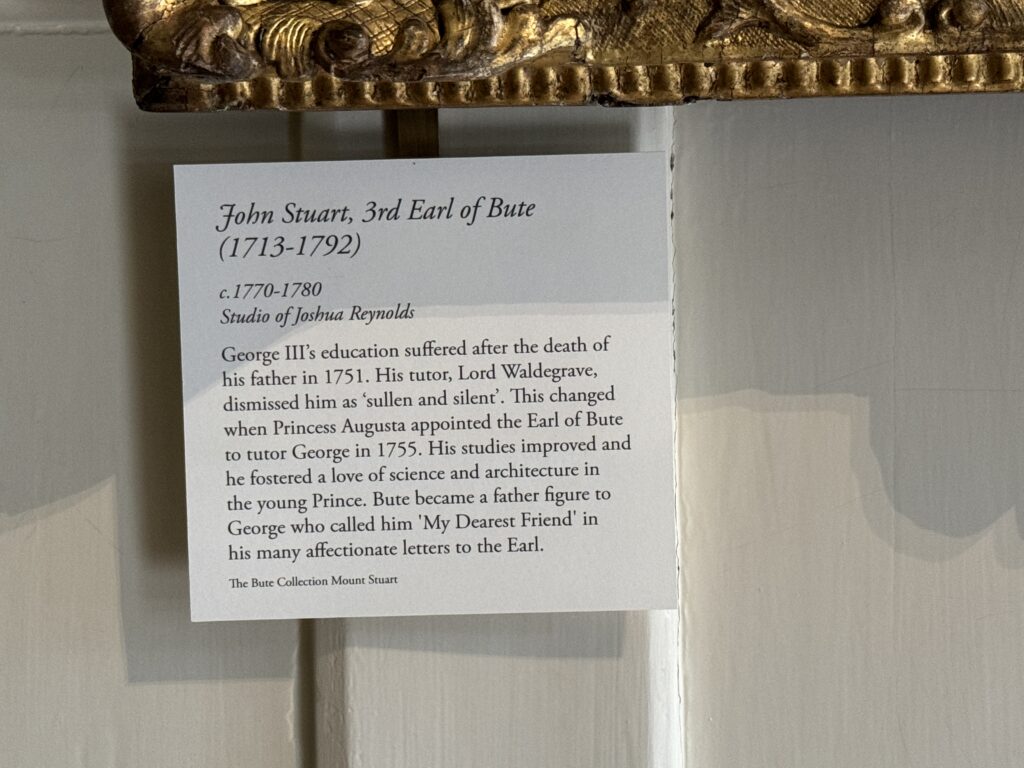 John Stuart, 3rd Earl of Bute
(1713-1792)
c.1770-1780
Studio of Joshua Reynolds
George III’s education suffered after the death of
his father in 1751. His tutor, Lord Waldegrave,
dismissed him as ‘sullen and silent’. This changed
when Princess Augusta appointed the Earl of Bute
to tutor George in 1755. His studies improved and
he fostered a love of science and architecture in
the young Prince. Bute became a father figure to
George who called him 'My Dearest Friend' in
his many affectionate letters to the Earl.
The Bute Collection Mount Stuart